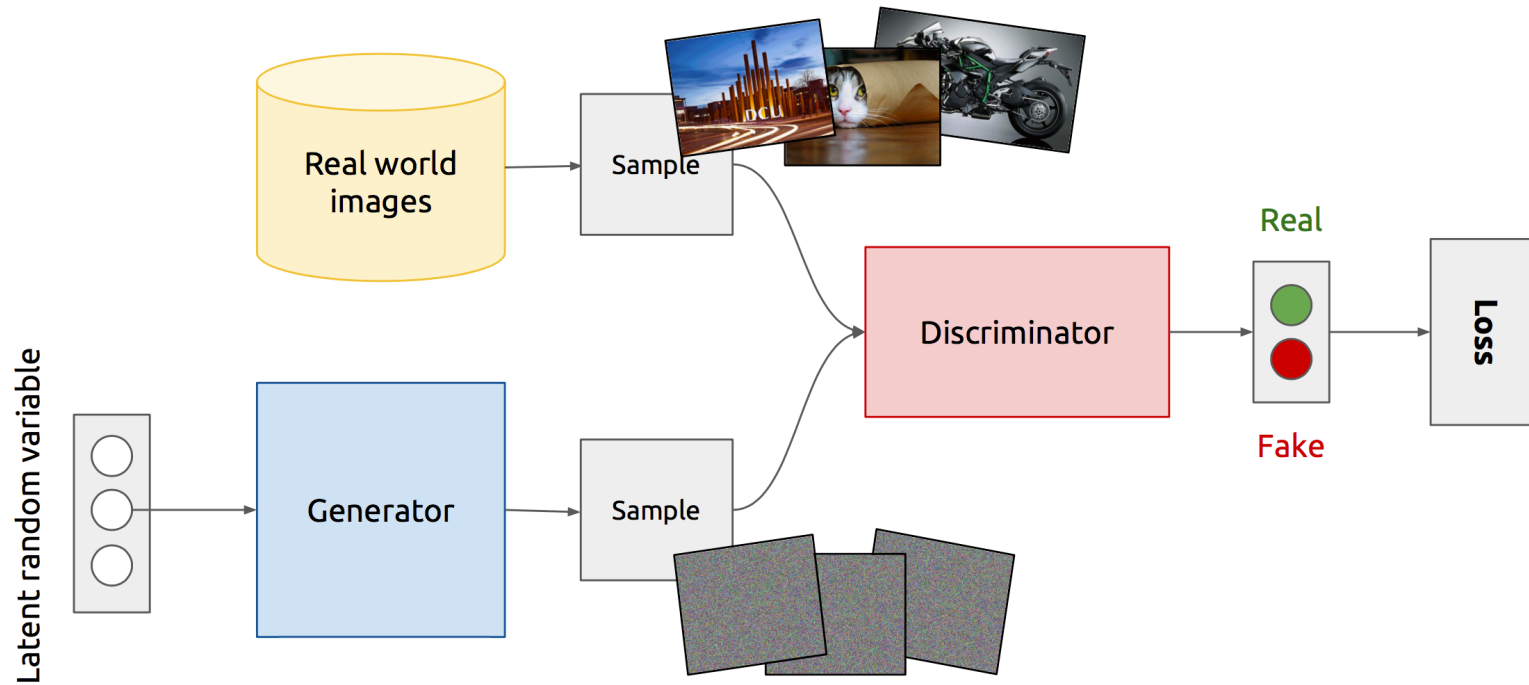 Real world
images
Sample
DCU
Discriminator
Real
Fake
Loss
Latent random variable
Generator
Sample